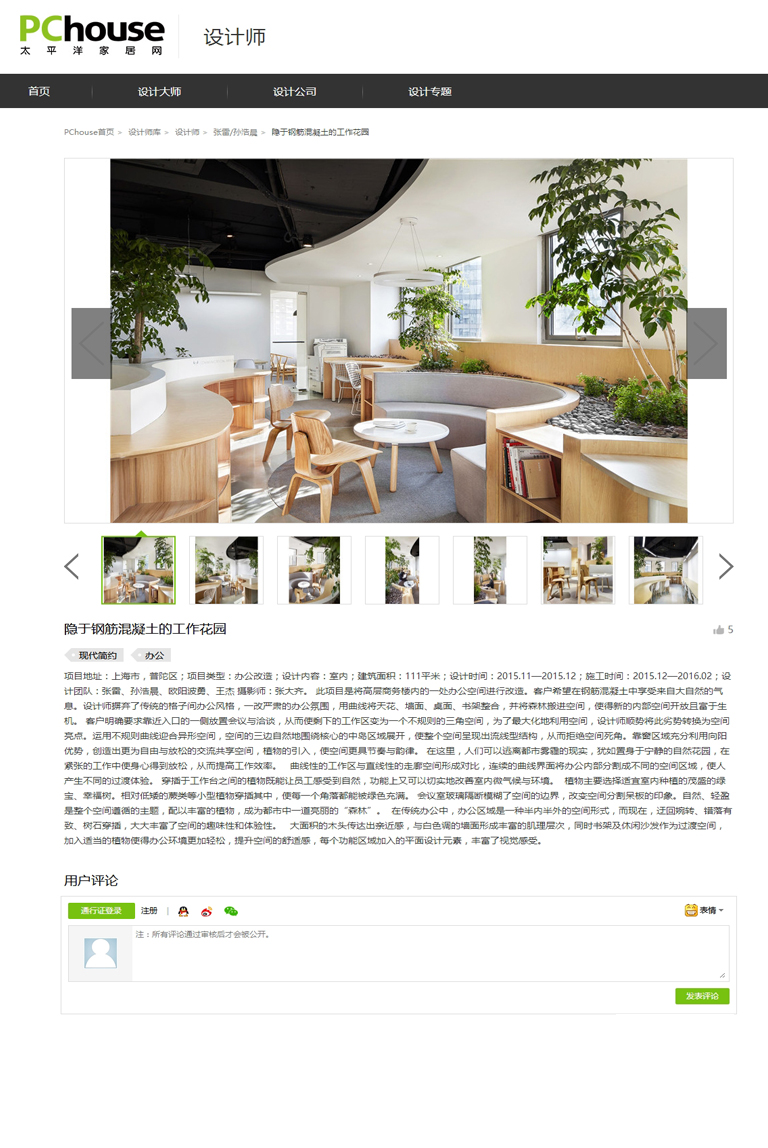 PChouse
太平洋家居网
设计师
首页
设计大师
设计公司
设计专题
PChouse首页 > 设计师库 > 设计师 > 张雷/孙浩晨 > 隐于钢筋混凝土的工作花园
隐于钢筋混凝土的工作花园
5
现代简约
办公
项目地址：上海市，普陀区；项目类型：办公改造；设计内容：室内；建筑面积：111平米；设计时间：2015.11—2015.12；施工时间：2015.12—2016.02；设
计团队：张雷、孙浩晨、欧阳波勇、王杰 摄影师：张大齐。 此项目是将高层商务楼内的一处办公空间进行改造。客户希望在钢筋混凝土中享受来自大自然的气
息。设计师摒弃了传统的格子间办公风格，一改严肃的办公氛围，用曲线将天花、墙面、桌面、书架整合，并将森林搬进空间，使得新的内部空间开放且富于生
机。 客户明确要求靠近入口的一侧放置会议与洽谈，从而使剩下的工作区变为一个不规则的三角空间，为了最大化地利用空间，设计师顺势将此劣势转换为空间
亮点。运用不规则曲线迎合异形空间，空间的三边自然地围绕核心的中岛区域展开，使整个空间呈现出流线型结构，从而拒绝空间死角。靠窗区域充分利用向阳
优势，创造出更为自由与放松的交流共享空间，植物的引入，使空间更具节奏与韵律。 在这里，人们可以逃离都市雾霾的现实，犹如置身于宁静的自然花园，在
紧张的工作中使身心得到放松，从而提高工作效率。 曲线性的工作区与直线性的走廊空间形成对比，连续的曲线界面将办公内部分割成不同的空间区域，使人
产生不同的过渡体验。 穿插于工作台之间的植物既能让员工感受到自然，功能上又可以切实地改善室内微气候与环境。 植物主要选择适宜室内种植的茂盛的绿
宝、幸福树。相对低矮的蕨类等小型植物穿插其中，使每一个角落都能被绿色充满。 会议室玻璃隔断模糊了空间的边界，改变空间分割呆板的印象。自然、轻盈
是整个空间遵循的主题，配以丰富的植物，成为都市中一道亮丽的“森林”。 在传统办公中，办公区域是一种半内半外的空间形式，而现在，迂回婉转、错落有
致、树石穿插，大大丰富了空间的趣味性和体验性。 大面积的木头传达出亲近感，与白色调的墙面形成丰富的肌理层次，同时书架及休闲沙发作为过渡空间，
加入适当的植物使得办公环境更加轻松，提升空间的舒适感，每个功能区域加入的平面设计元素，丰富了视觉感受。
用户评论
通行证登录 注册 |
表情
注：所有评论通过审核后才会被公开。
发表评论